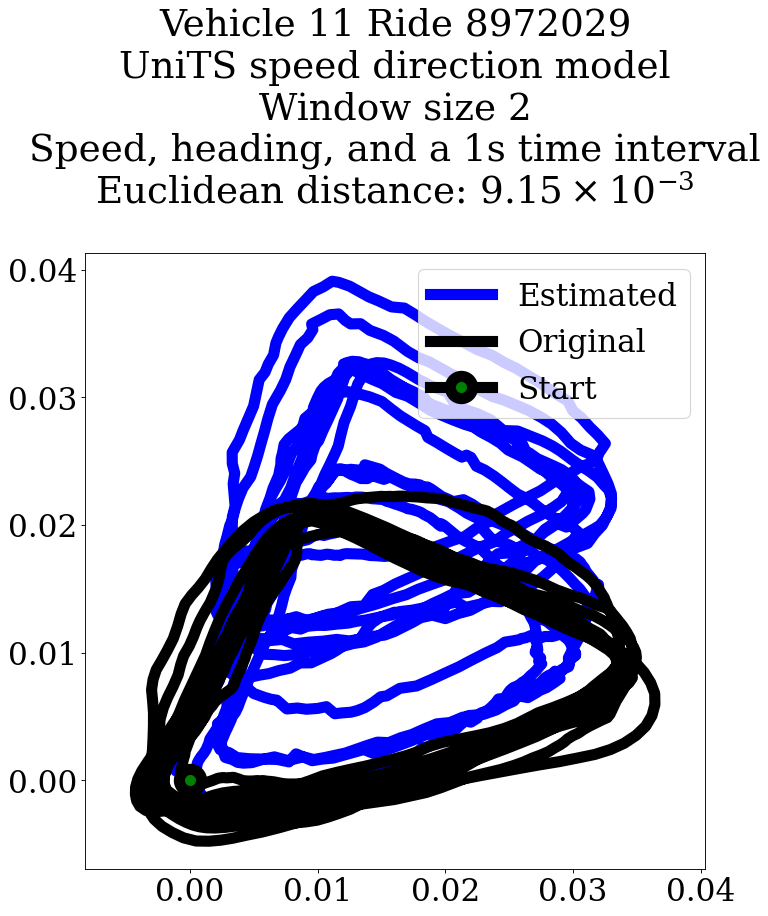 Vehicle 11 Ride 8972029
UniTS speed direction model
Window size 2
Speed, heading, and a 1s time interval
Euclidean distance: 9.15 × 10⁻³
0.04
0.03
0.02
0.01
0.00
Estimated
Original
Start
0.00 0.01 0.02 0.03 0.04